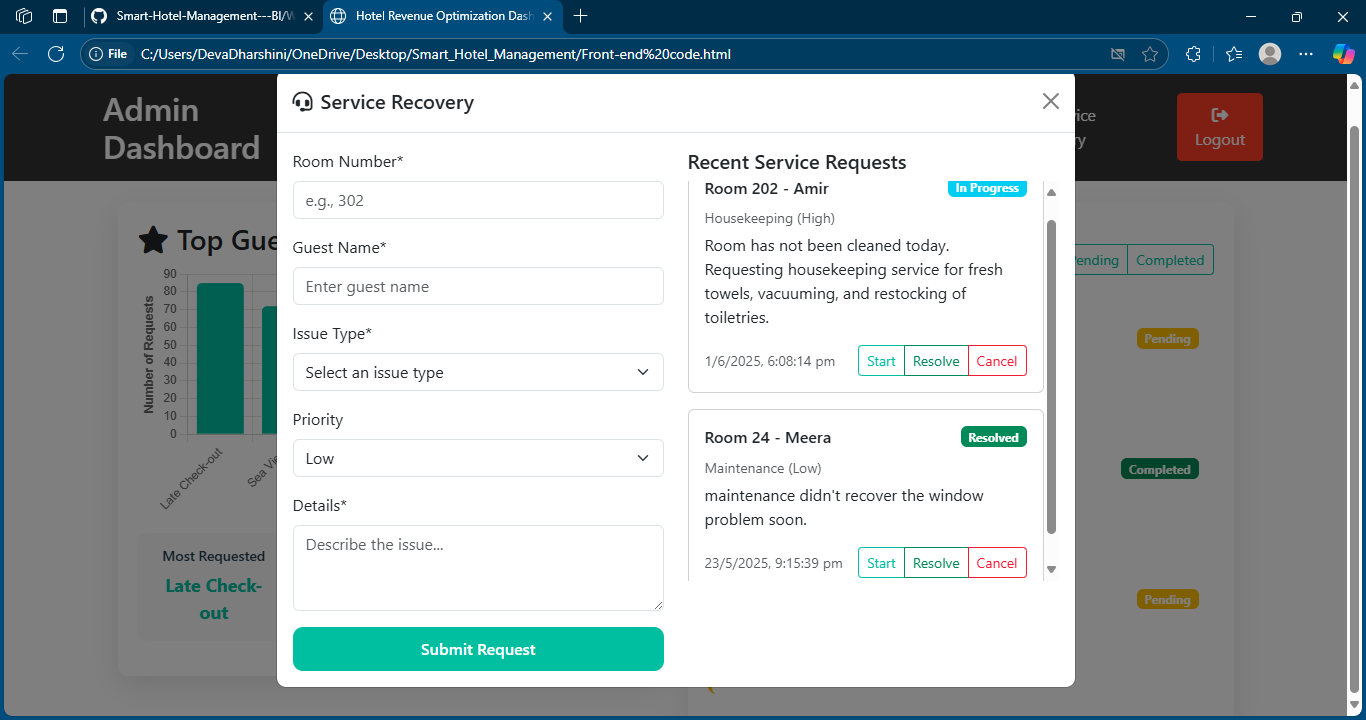 Smart-Hotel-Management---BI/W
Hotel Revenue Optimization Dash
File
C:/Users/DevaDharshini/OneDrive/Desktop/Smart_Hotel_Management/Front-end%20code.html
Admin
Dashboard
Logout
Service Recovery
Room Number*
e.g., 302
Guest Name*
Enter guest name
Issue Type*
Select an issue type
Priority
Low
Details*
Describe the issue...
Submit Request
Recent Service Requests
Room 202 - Amir
In Progress
Housekeeping (High)
Room has not been cleaned today.
Requesting housekeeping service for fresh
towels, vacuuming, and restocking of
toiletries.
1/6/2025, 6:08:14 pm
Start
Resolve
Cancel
Room 24 - Meera
Resolved
Maintenance (Low)
maintenance didn't recover the window
problem soon.
23/5/2025, 9:15:39 pm
Start
Resolve
Cancel
Top Gue
Number of Requests
90
80
70
60
50
40
30
20
10
0
Late Check-out
Sea Vie
Most Requested
Late Check-
out
ending
Completed
Pending
Completed
Pending